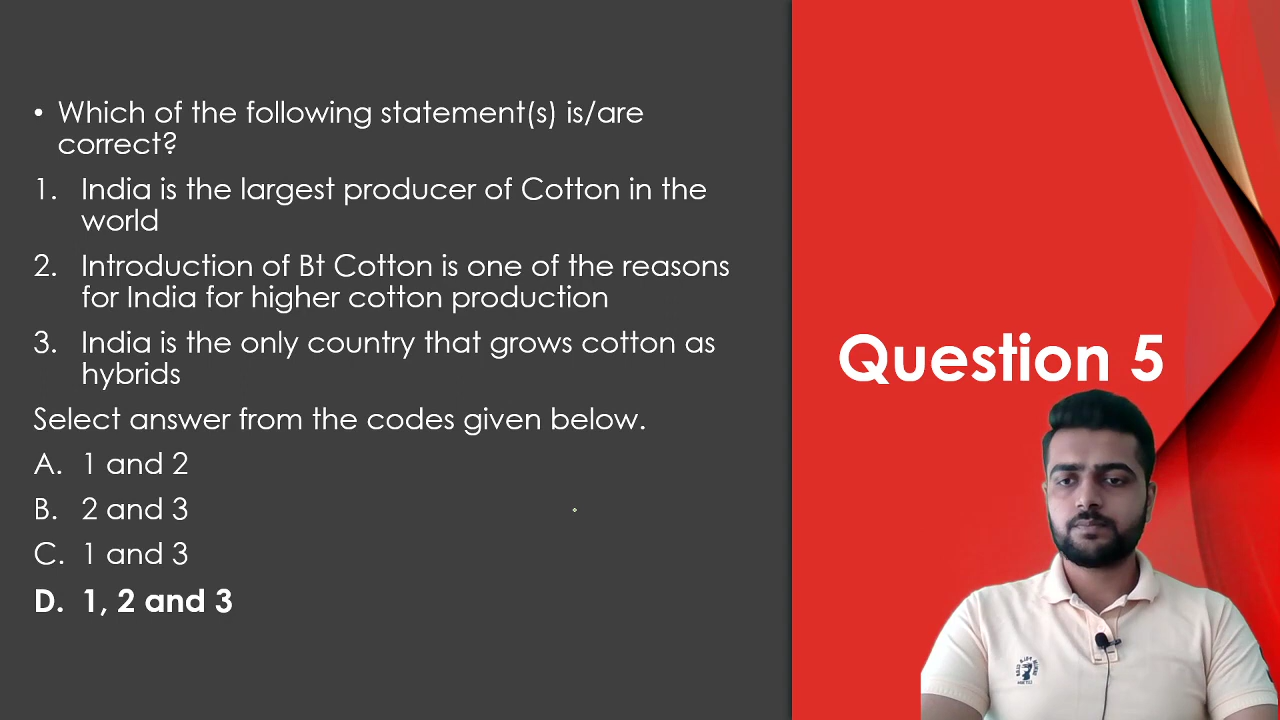 • Which of the following statement(s) is/are
correct?
1. India is the largest producer of Cotton in the
world
2. Introduction of Bt Cotton is one of the reasons
for India for higher cotton production
3. India is the only country that grows cotton as
hybrids
Select answer from the codes given below.
A. 1 and 2
B. 2 and 3
C. 1 and 3
D. 1, 2 and 3
Question 5